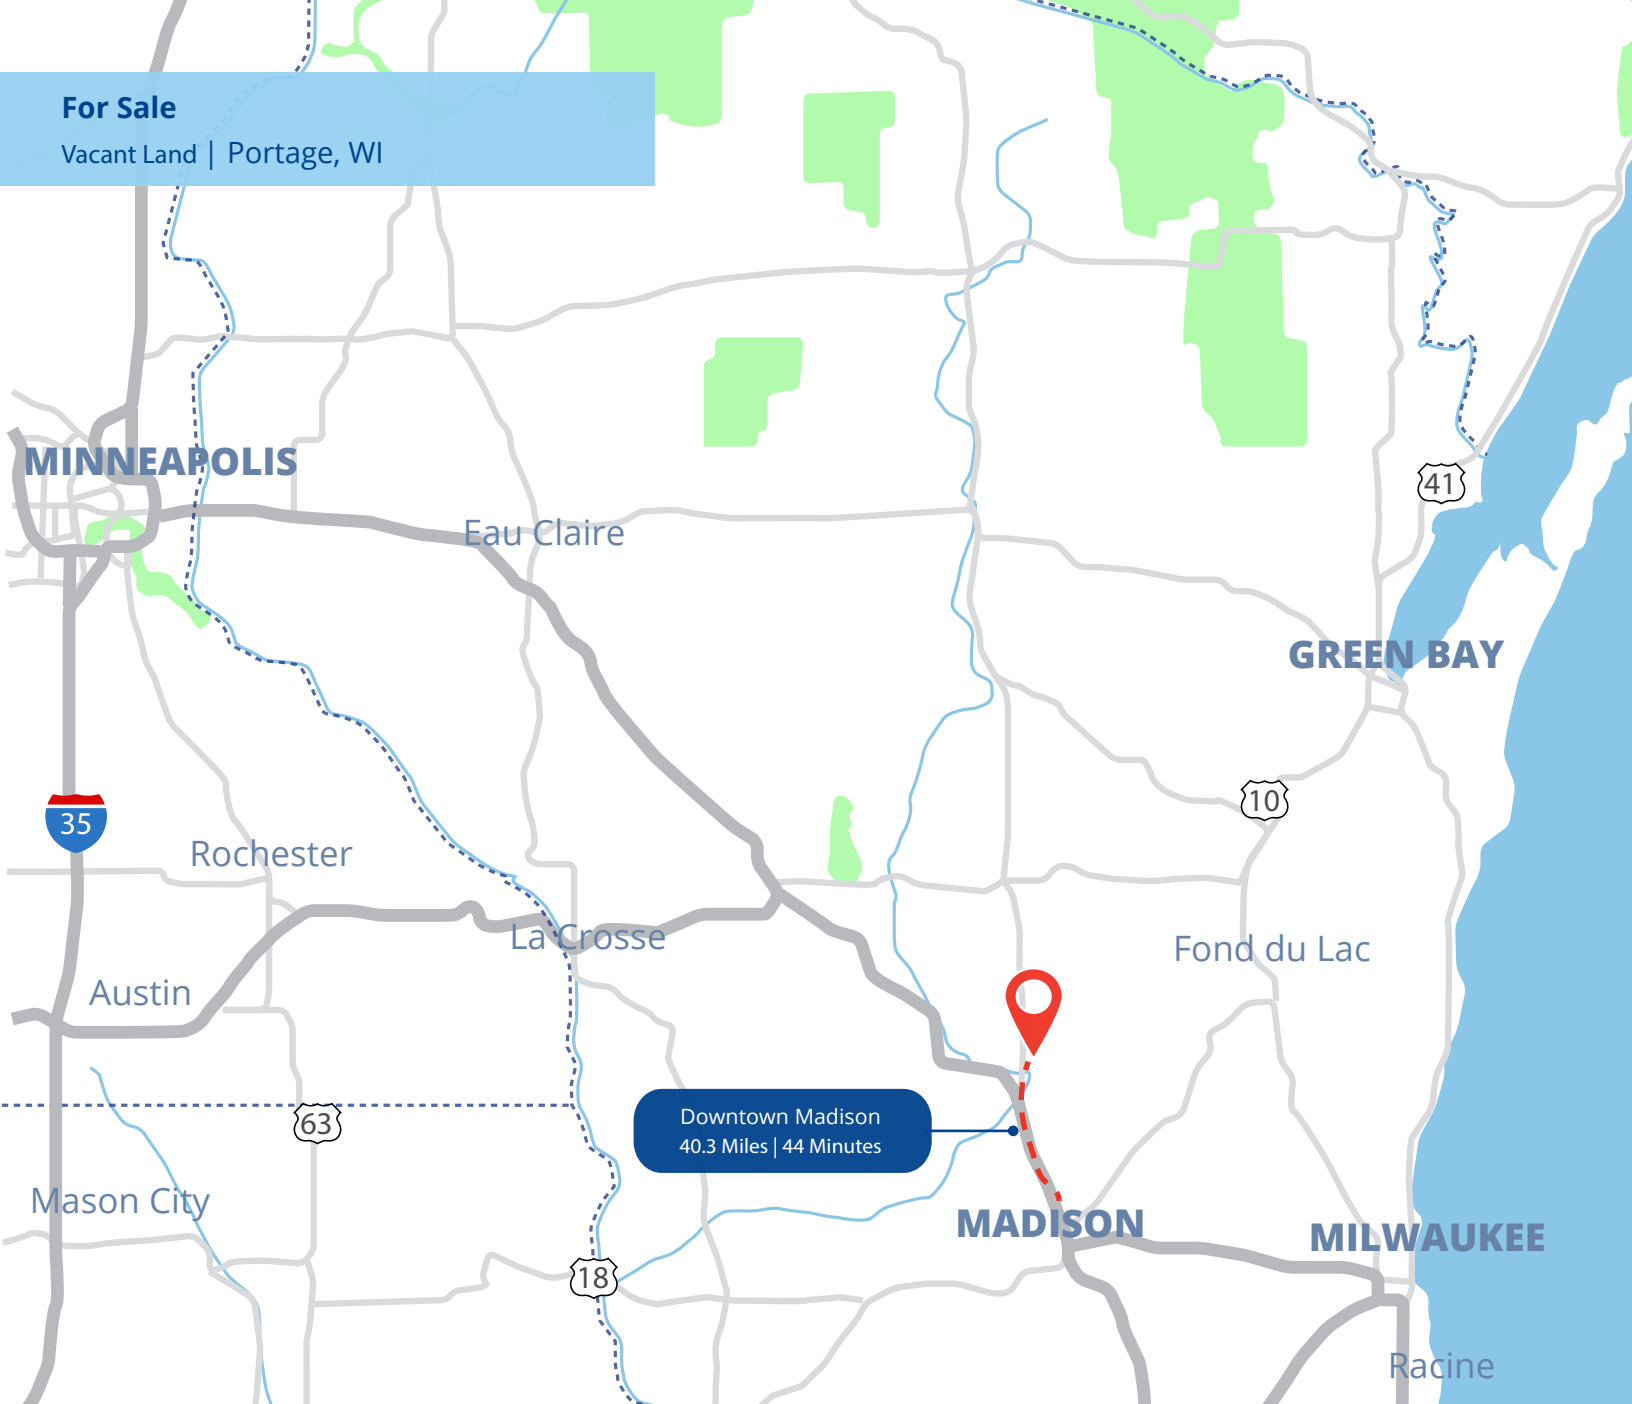 For Sale
Vacant Land | Portage, WI
MINNEAPOLIS
41
Eau Claire
GREEN BAY
10
35
Rochester
La Crosse
Fond du Lac
Austin
63
Downtown Madison
40.3 Miles | 44 Minutes
Mason City
MADISON
MILWAUKEE
18
Racine